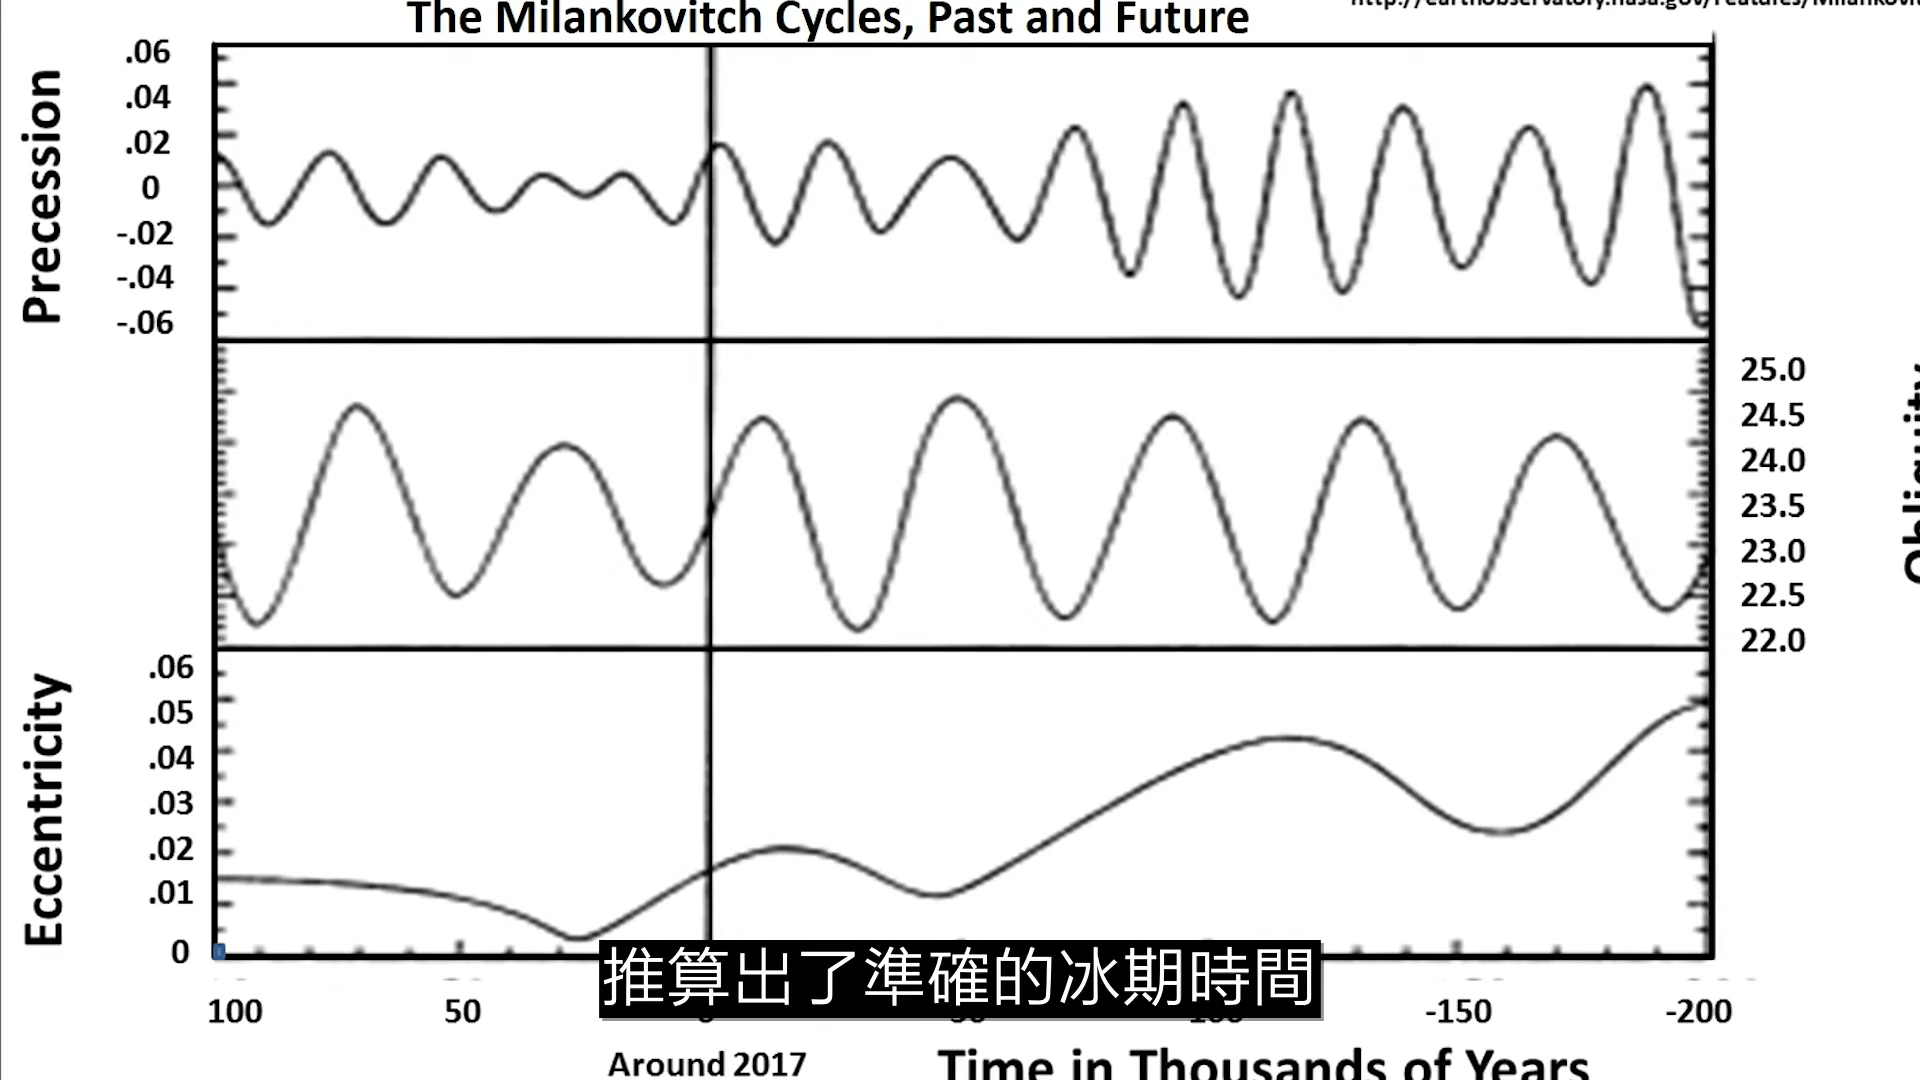 The Milankovitch Cycles, Past and Future
Precession
.06
.04
.02
0
-.02
-.04
-.06
25.0
24.5
24.0
23.5
23.0
22.5
22.0
Obliquity
Eccentricity
.06
.05
.04
.03
.02
.01
0
推算出了準確的冰期時間
100 50 -150 -200
Around 2017
Time in Thousands of Years